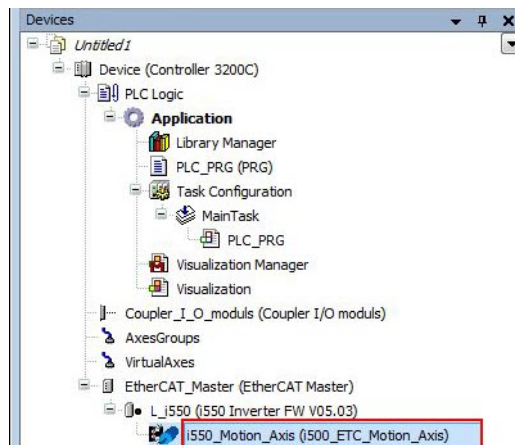 Devices
Untitled1
Device (Controller 3200C)
PLC Logic
Application
Library Manager
PLC_PRG (PRG)
Task Configuration
MainTask
PLC_PRG
Visualization Manager
Visualization
Coupler_I_O_moduls (Coupler I/O moduls)
AxesGroups
VirtualAxes
EtherCAT_Master (EtherCAT Master)
L_i550 (i550 Inverter FW V05.03)
i550_Motion_Axis (i500_ETC_Motion_Axis)